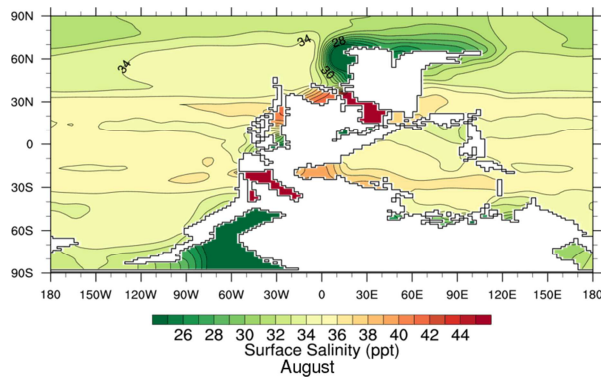 90N
60N
30N
0
30S
60S
90S
34
34
28
30
180 150W 120W 90W 60W 30W 0 30E 60E 90E 120E 150E 180
26 28 30 32 34 36 38 40 42 44
Surface Salinity (ppt)
August